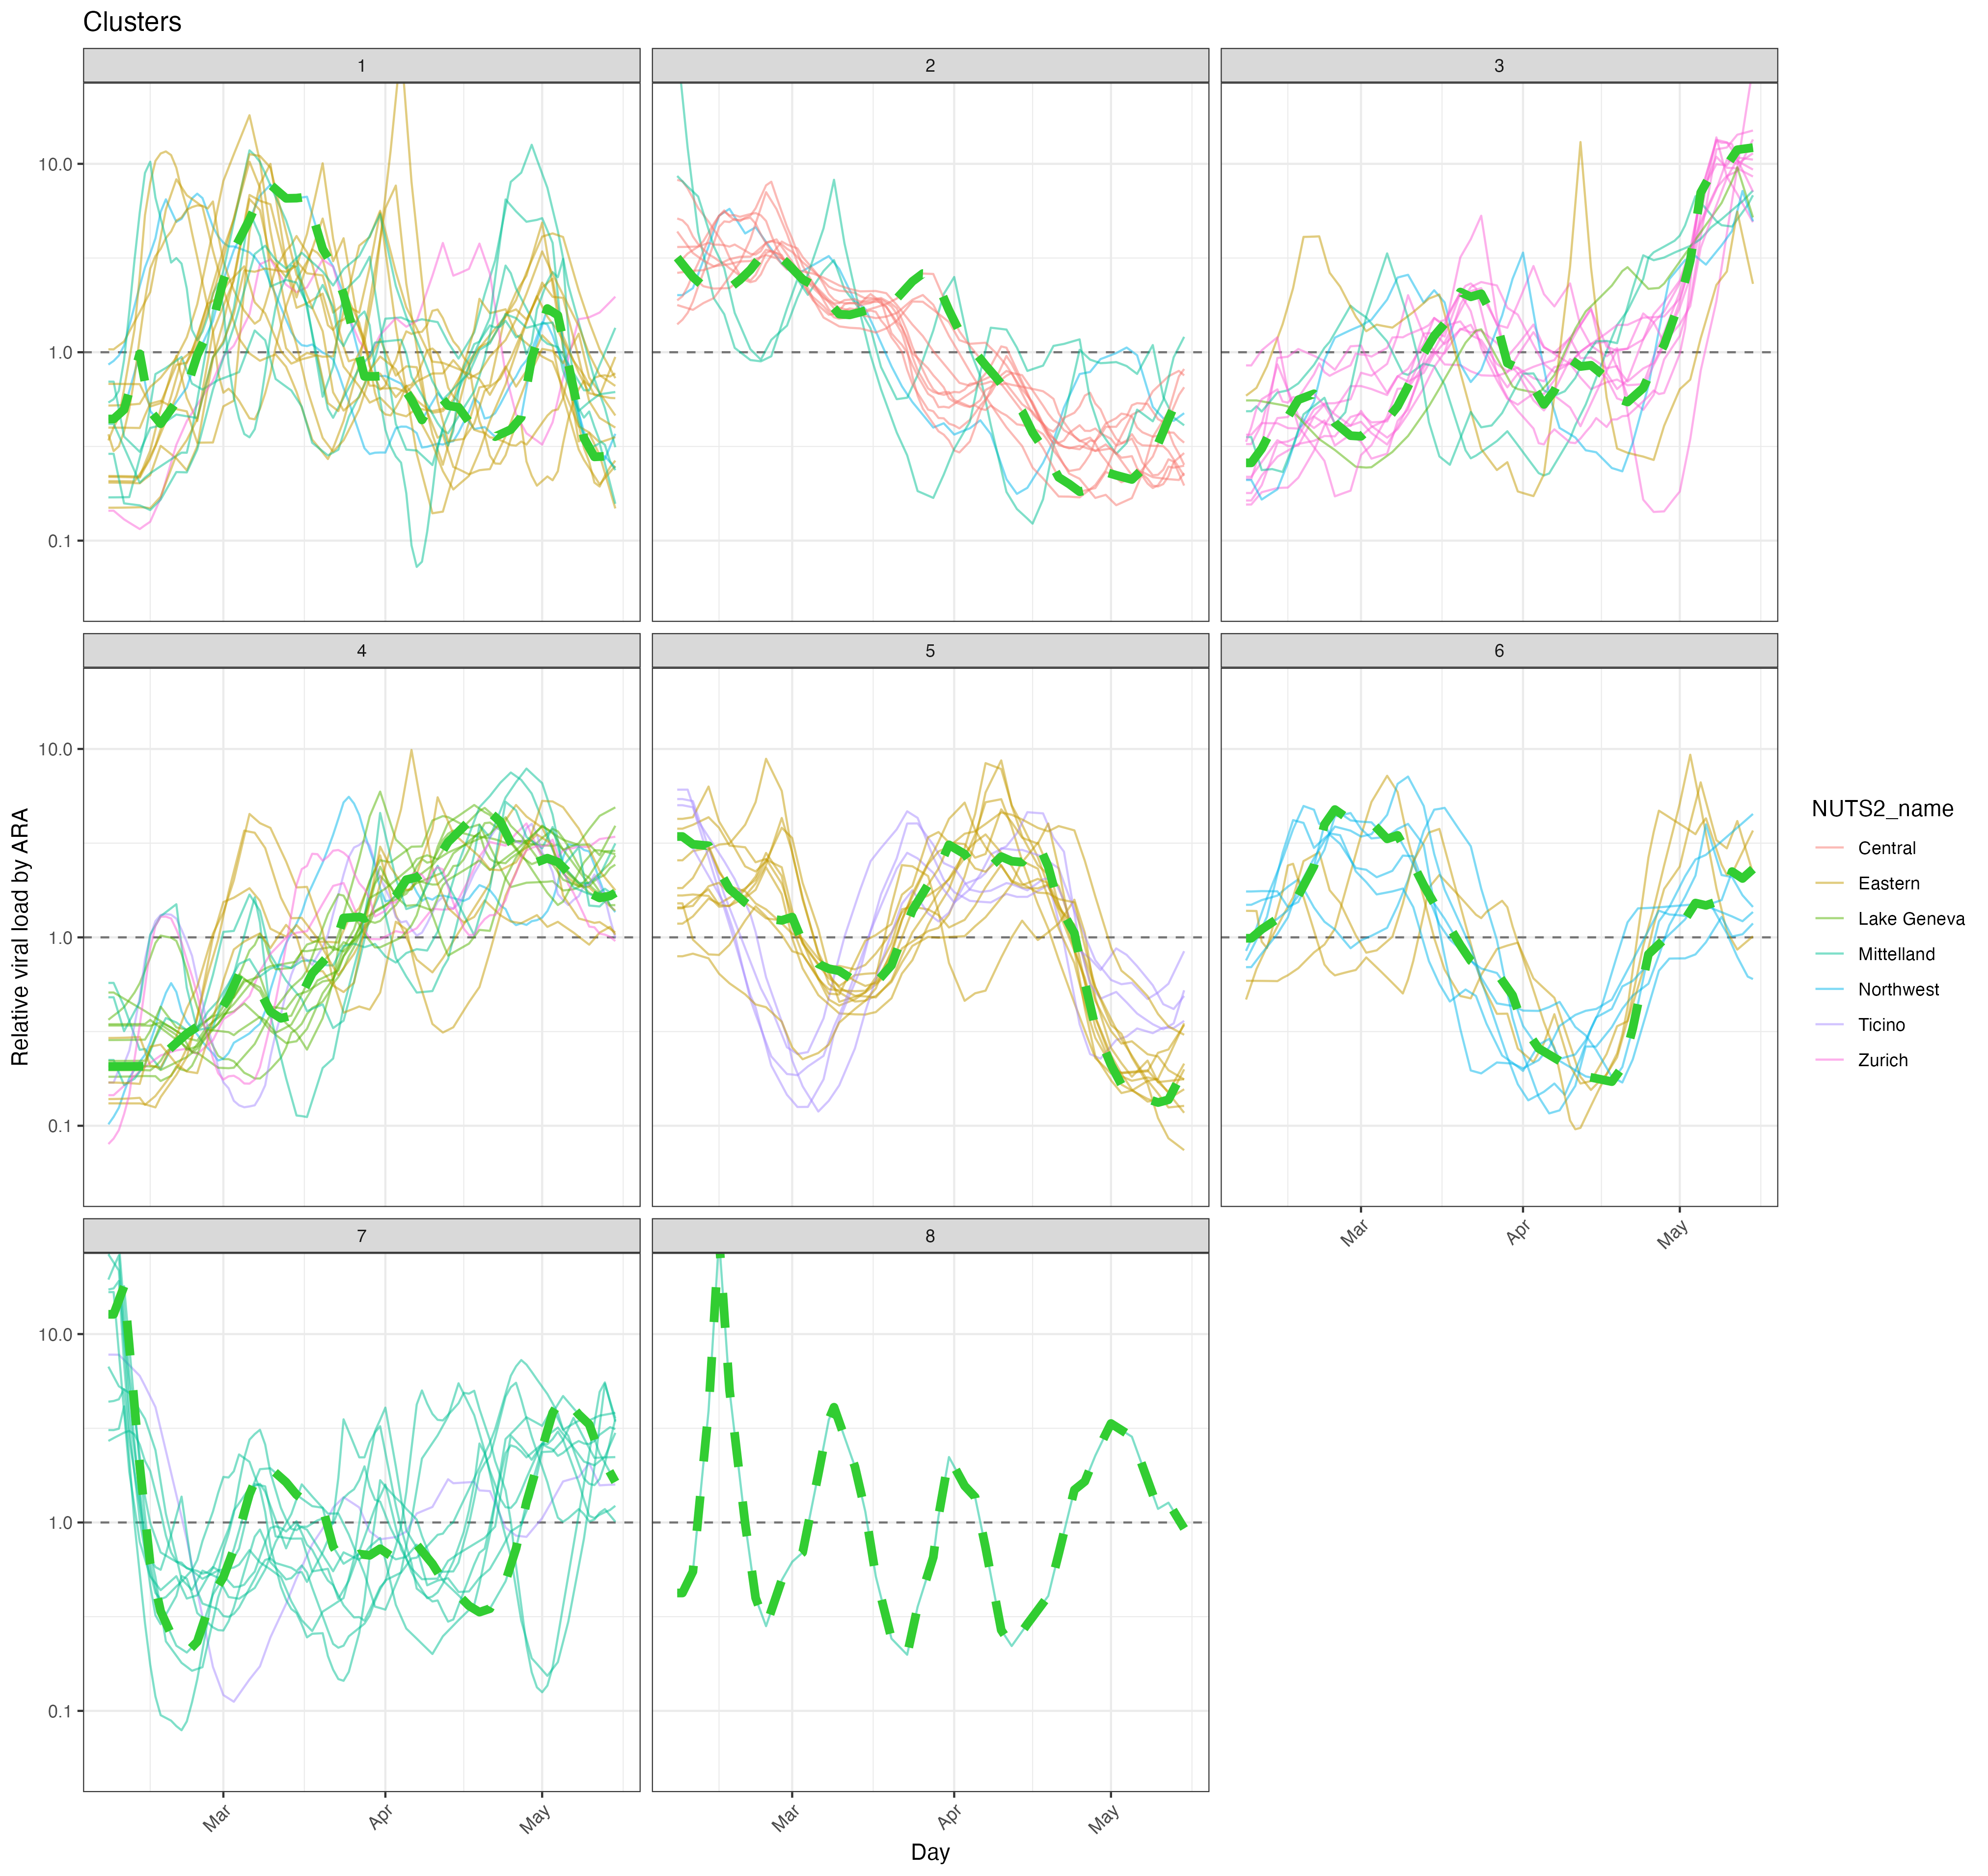 Clusters
1
2
3
10.0
1.0
0.1
4
5
6
10.0
1.0
0.1
Mar
Apr
May
7
8
10.0
1.0
0.1
Mar
Apr
May
Mar
Apr
May
Day
Relative viral load by ARA
NUTS2_name
Central
Eastern
Lake Geneva
Mittelland
Northwest
Ticino
Zurich